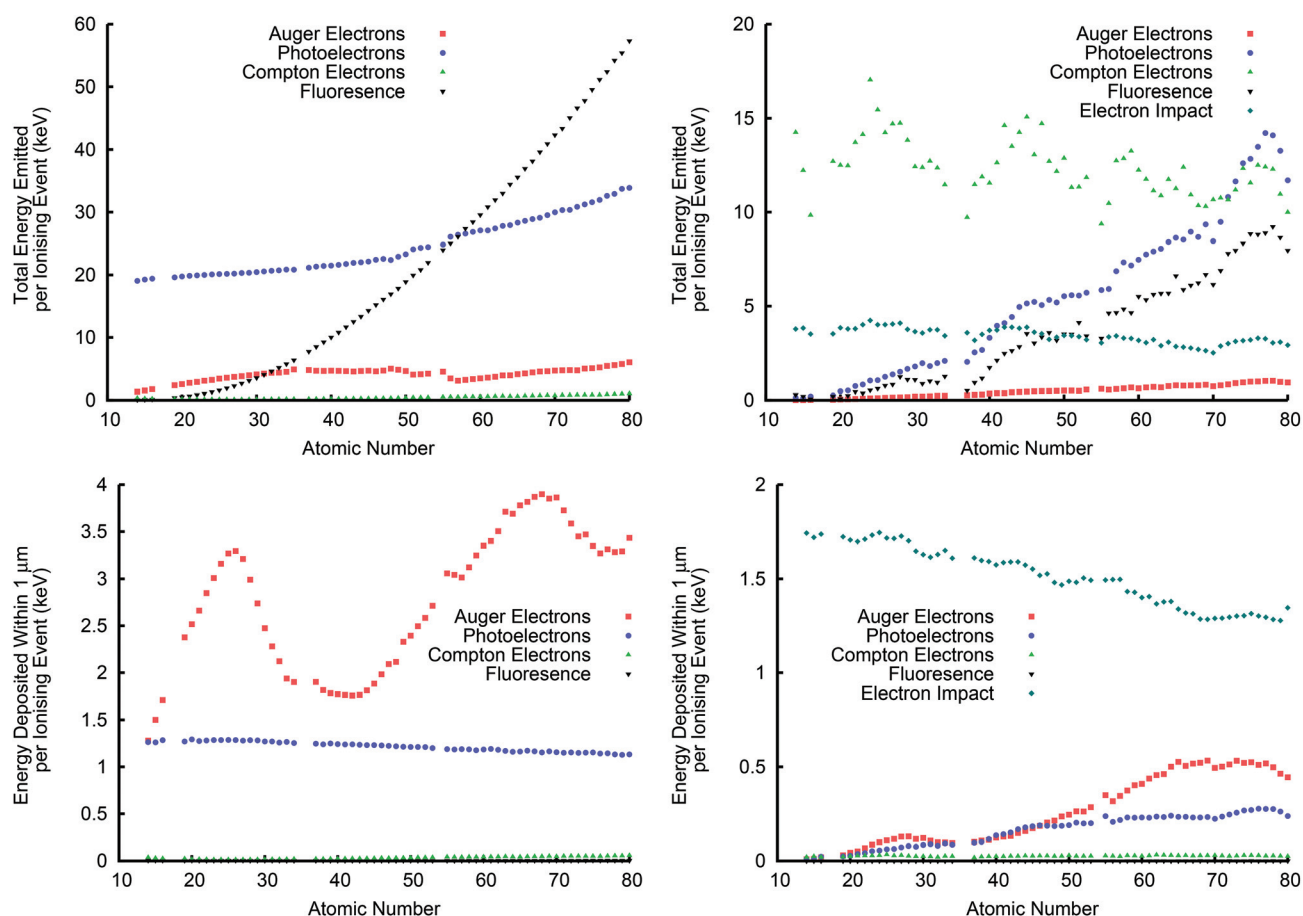 60
50
40
30
20
10
0
10 20 30 40 50 60 70 80
Total Energy Emitted
per Ionising Event (keV)
Atomic Number
Auger Electrons
Photoelectrons
Compton Electrons
Fluoresence
20
15
10
5
0
10 20 30 40 50 60 70 80
Total Energy Emitted
per Ionising Event (keV)
Atomic Number
Auger Electrons
Photoelectrons
Compton Electrons
Fluoresence
Electron Impact
4
3.5
3
2.5
2
1.5
1
0.5
0
10 20 30 40 50 60 70 80
Energy Deposited Within 1 μm
per Ionising Event (keV)
Atomic Number
Auger Electrons
Photoelectrons
Compton Electrons
Fluoresence
2
1.5
1
0.5
0
10 20 30 40 50 60 70 80
Energy Deposited Within 1 μm
per Ionising Event (keV)
Atomic Number
Auger Electrons
Photoelectrons
Compton Electrons
Fluoresence
Electron Impact